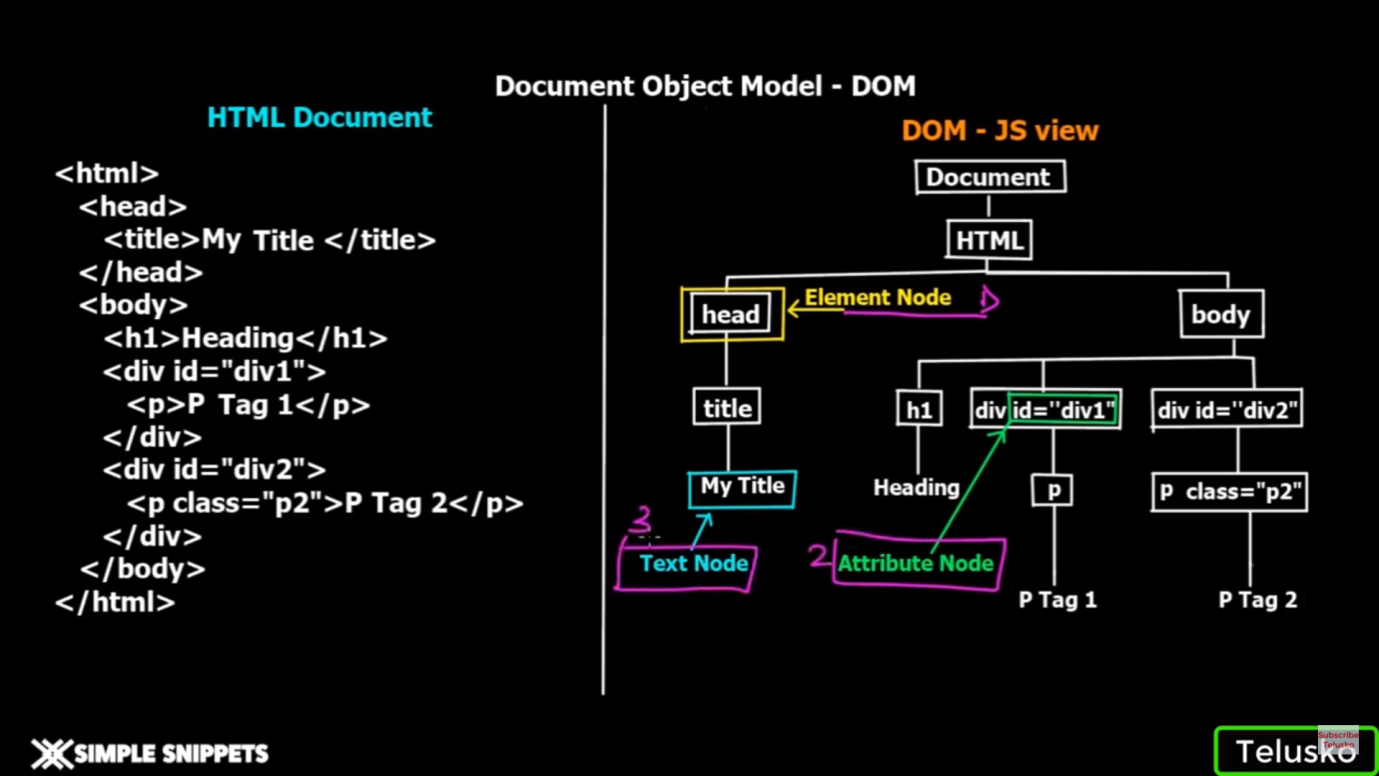 Document Object Model - DOM
HTML Document
<html>
<head>
<title>My Title </title>
</head>
<body>
<h1>Heading</h1>
<div id="div1">
<p>P Tag 1</p>
</div>
<div id="div2">
<p class="p2">P Tag 2</p>
</div>
</body>
</html>
DOM - JS view
Document
HTML
head
Element Node
body
title
h1
div id=''div1"
div id=''div2"
My Title
Heading
p
p class="p2"
3
Text Node
2 Attribute Node
P Tag 1
P Tag 2
SIMPLE SNIPPETS
Subscribe
Telusko
Telusko